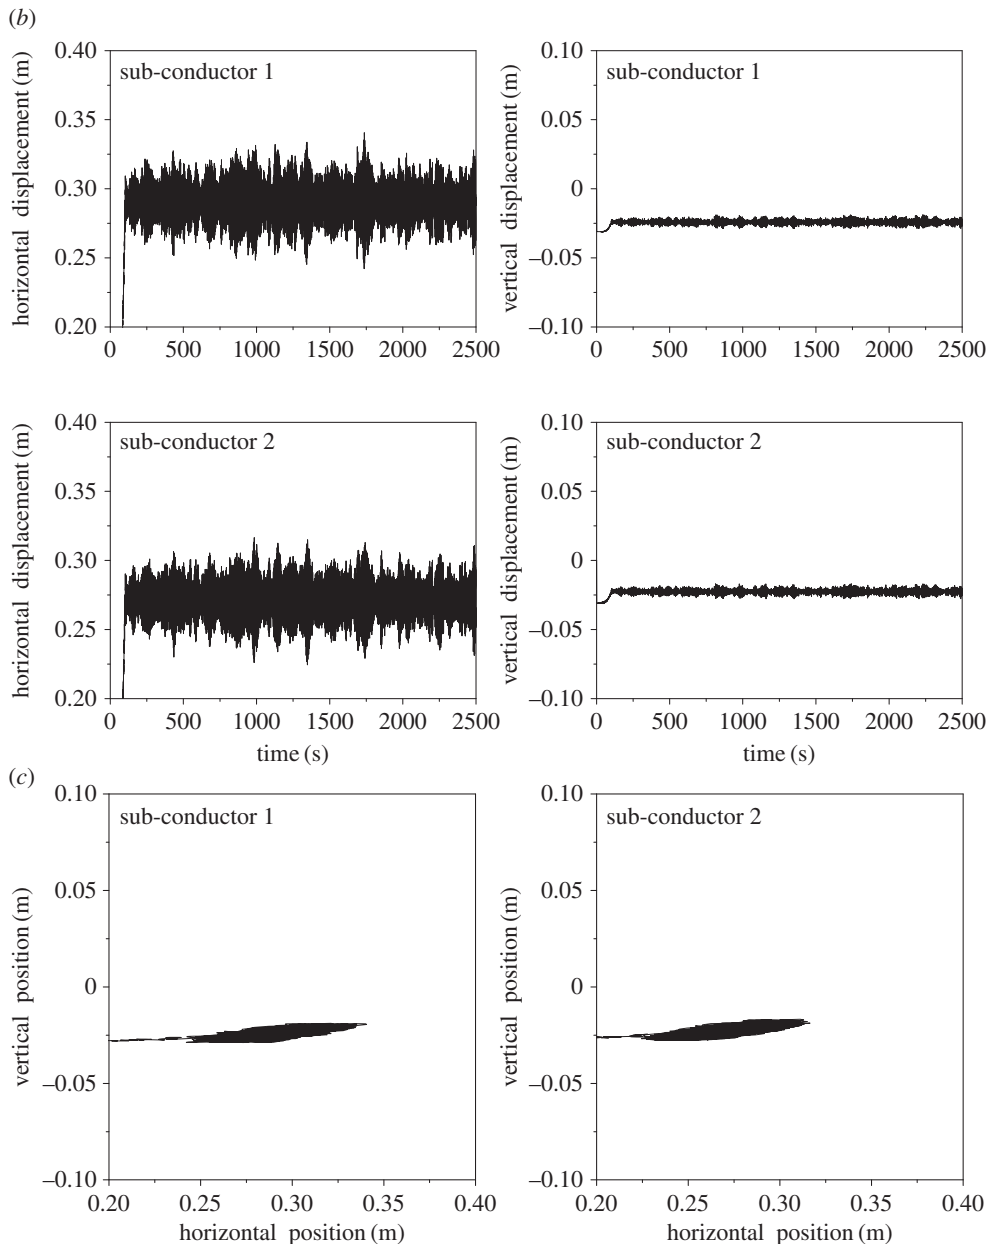 (b)
0.40
0.35
0.30
0.25
0.20
horizontal displacement (m)
sub-conductor 1
0 500 1000 1500 2000 2500
0.10
0.05
0
–0.05
–0.10
vertical displacement (m)
sub-conductor 1
0 500 1000 1500 2000 2500
0.40
0.35
0.30
0.25
0.20
horizontal displacement (m)
sub-conductor 2
0 500 1000 1500 2000 2500
time (s)
0.10
0.05
0
–0.05
–0.10
vertical displacement (m)
sub-conductor 2
0 500 1000 1500 2000 2500
time (s)
(c)
0.10
0.05
0
–0.05
–0.10
vertical position (m)
sub-conductor 1
0.20 0.25 0.30 0.35 0.40
horizontal position (m)
0.10
0.05
0
–0.05
–0.10
vertical position (m)
sub-conductor 2
0.20 0.25 0.30 0.35 0.40
horizontal position (m)